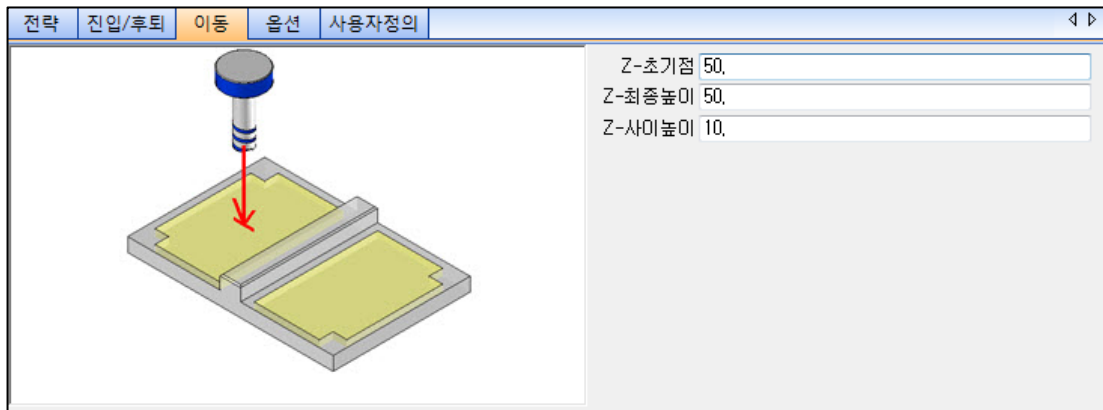 전략 진입/후퇴 이동 옵션 사용자정의
Z-초기점 50,
Z-최종높이 50,
Z-사이높이 10,